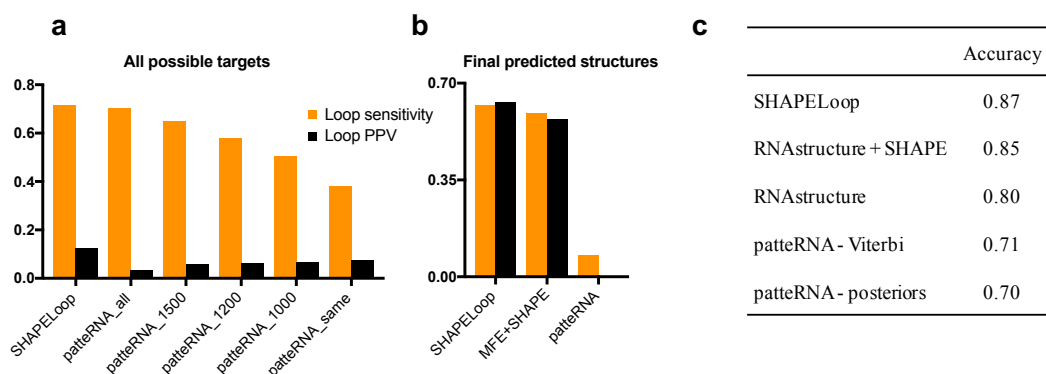 a
All possible targets
0.8
0.6
0.4
0.2
0.0
Loop sensitivity
Loop PPV
SHAPELoop
patteRNA_all
patteRNA_1500
patteRNA_1200
patteRNA_1000
patteRNA_same
b
Final predicted structures
0.70
0.35
0.00
SHAPELoop
MFE+SHAPE
patteRNA
c
Accuracy
SHAPELoop 0.87
RNAstructure + SHAPE 0.85
RNAstructure 0.80
patteRNA - Viterbi 0.71
patteRNA - posteriors 0.70